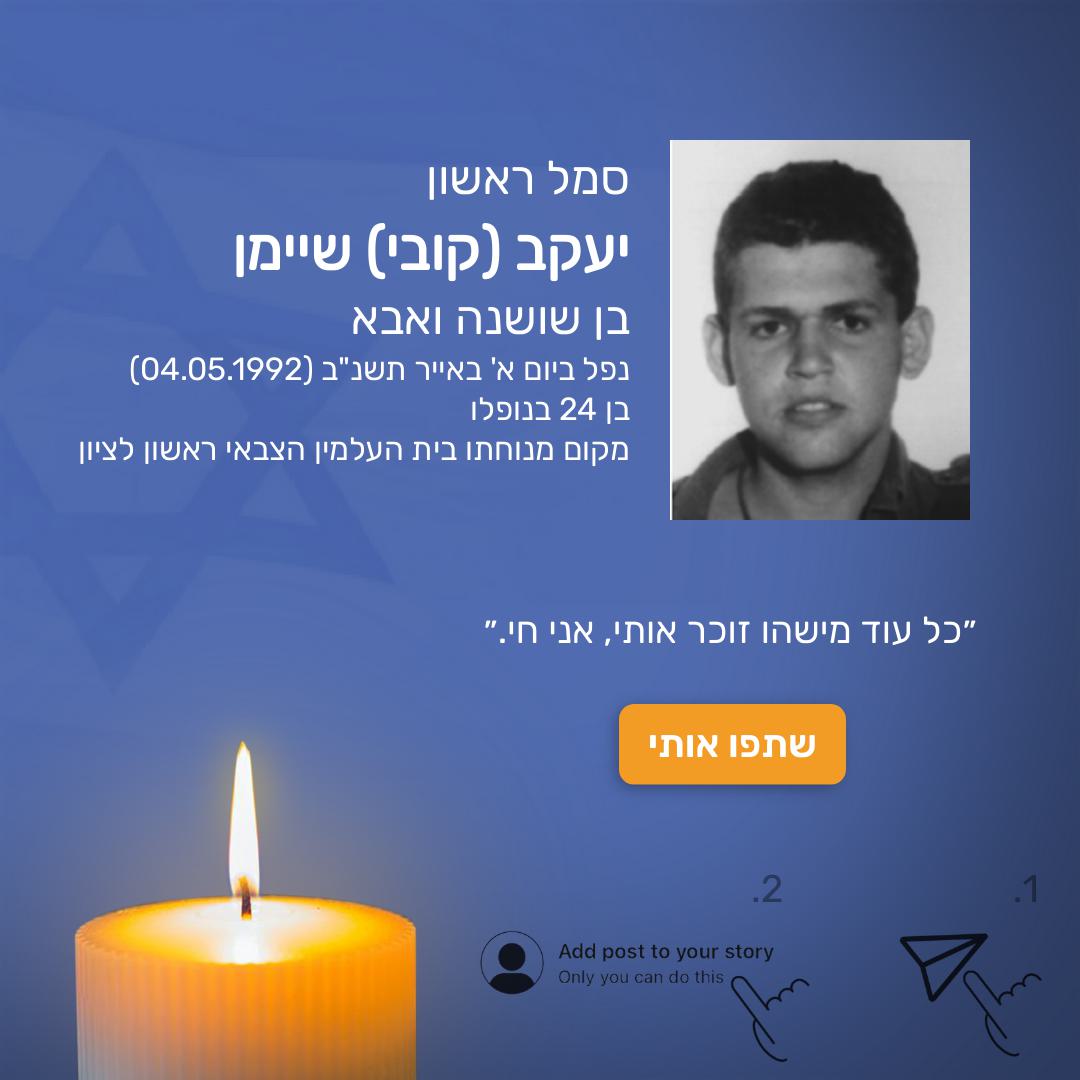 סמל ראשון
יעקב (קובי) שיימן
בן שושנה ואבא
נפל ביום א' באייר תשנ"ב (04.05.1992)
בן 24 בנופלו
מקום מנוחתו בית העלמין הצבאי ראשון לציון
״כל עוד מישהו זוכר אותי, אני חי.״
שתפו אותי
1.
2.
Add post to your story
Only you can do this